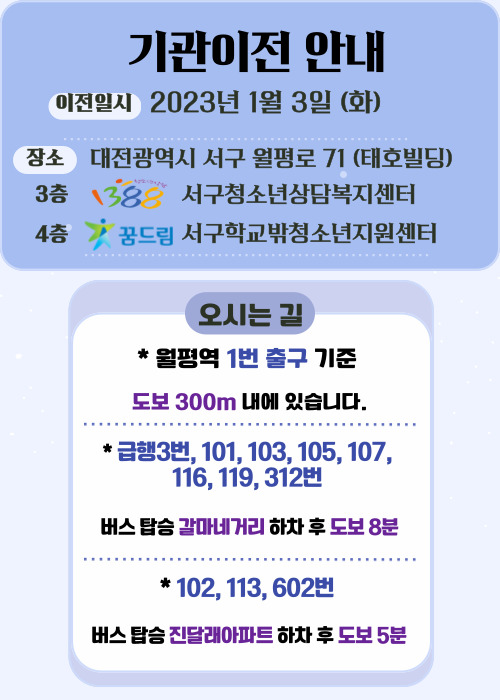 기관이전 안내
이전일시 2023년 1월 3일 (화)
장소 대전광역시 서구 월평로 71 (태호빌딩)
3층 1388 서구청소년상담복지센터
4층 꿈드림 서구학교밖청소년지원센터
오시는 길
* 월평역 1번 출구 기준
도보 300m 내에 있습니다.
* 급행3번, 101, 103, 105, 107,
116, 119, 312번
버스 탑승 갈마네거리 하차 후 도보 8분
* 102, 113, 602번
버스 탑승 진달래아파트 하차 후 도보 5분